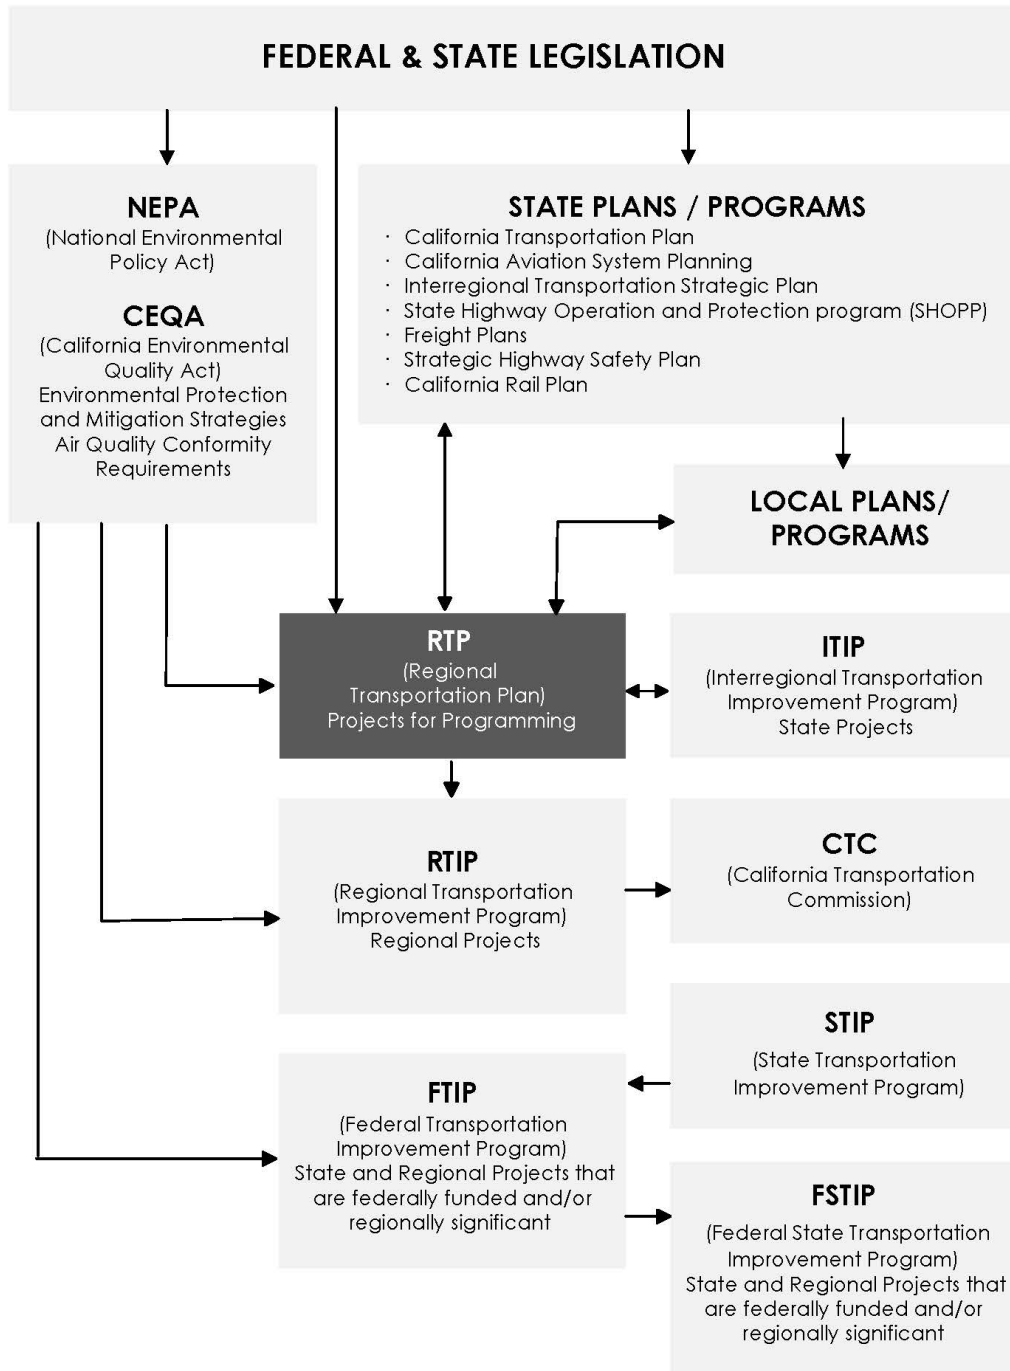 FEDERAL & STATE LEGISLATION
NEPA
(National Environmental
Policy Act)
CEQA
(California Environmental
Quality Act)
Environmental Protection
and Mitigation Strategies
Air Quality Conformity
Requirements
STATE PLANS / PROGRAMS
· California Transportation Plan
· California Aviation System Planning
· Interregional Transportation Strategic Plan
· State Highway Operation and Protection program (SHOPP)
· Freight Plans
· Strategic Highway Safety Plan
· California Rail Plan
LOCAL PLANS/
PROGRAMS
RTP
(Regional
Transportation Plan)
Projects for Programming
ITIP
(Interregional Transportation
Improvement Program)
State Projects
RTIP
(Regional Transportation
Improvement Program)
Regional Projects
CTC
(California Transportation
Commission)
STIP
(State Transportation
Improvement Program)
FTIP
(Federal Transportation
Improvement Program)
State and Regional Projects that
are federally funded and/or
regionally significant
FSTIP
(Federal State Transportation
Improvement Program)
State and Regional Projects that
are federally funded and/or
regionally significant